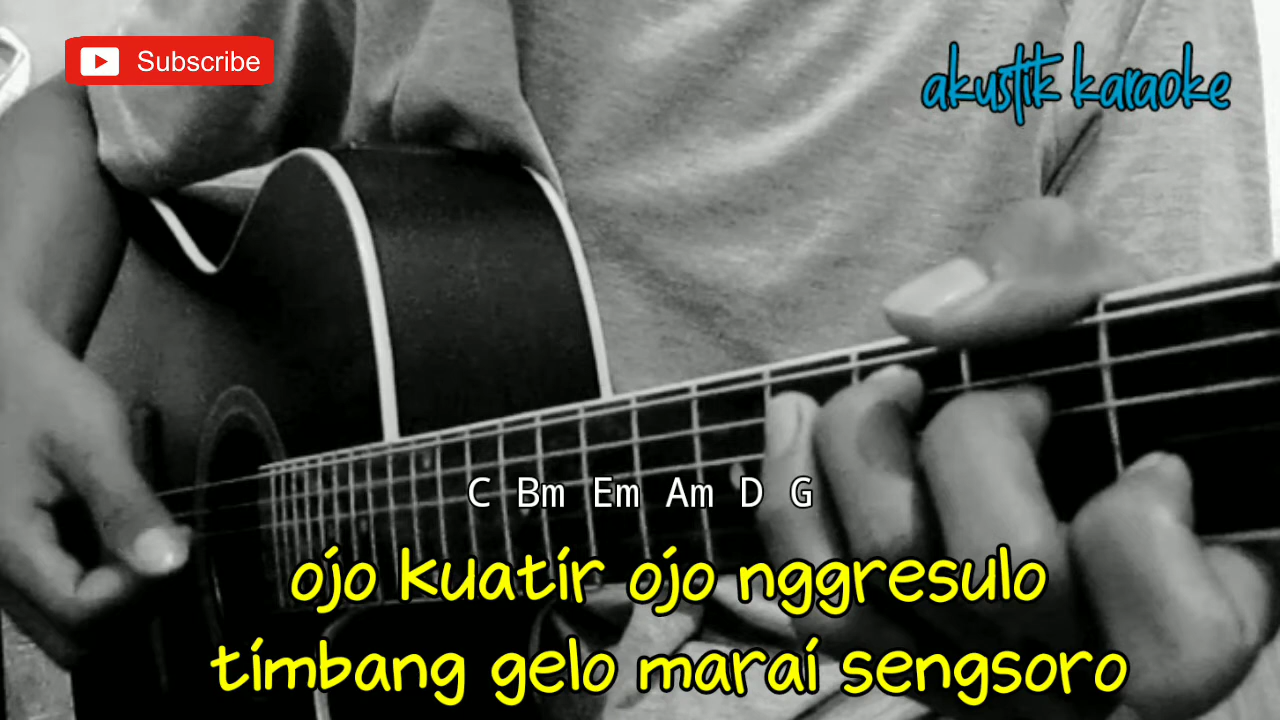 Subscribe
akustik karaoke
C Bm Em Am D G
ojo kuatir ojo nggresulo
timbang gelo marai sengsoro